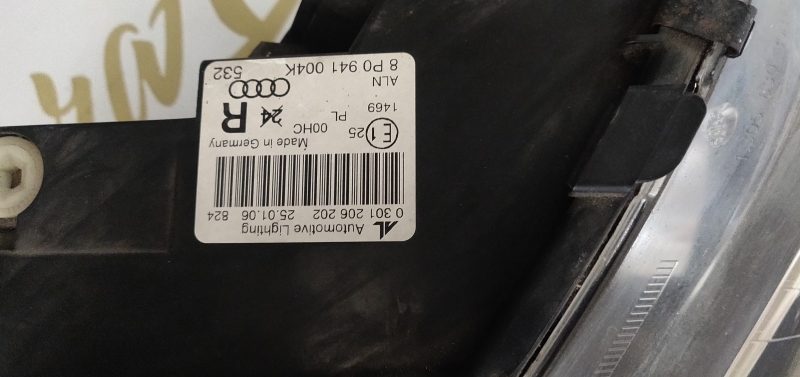 AL Automotive Lighting
0 301 206 202 25.01.06 824
Made in Germany
E1 25 00HC R
PL 24
1469
ALN
8 P0 941 004K 532